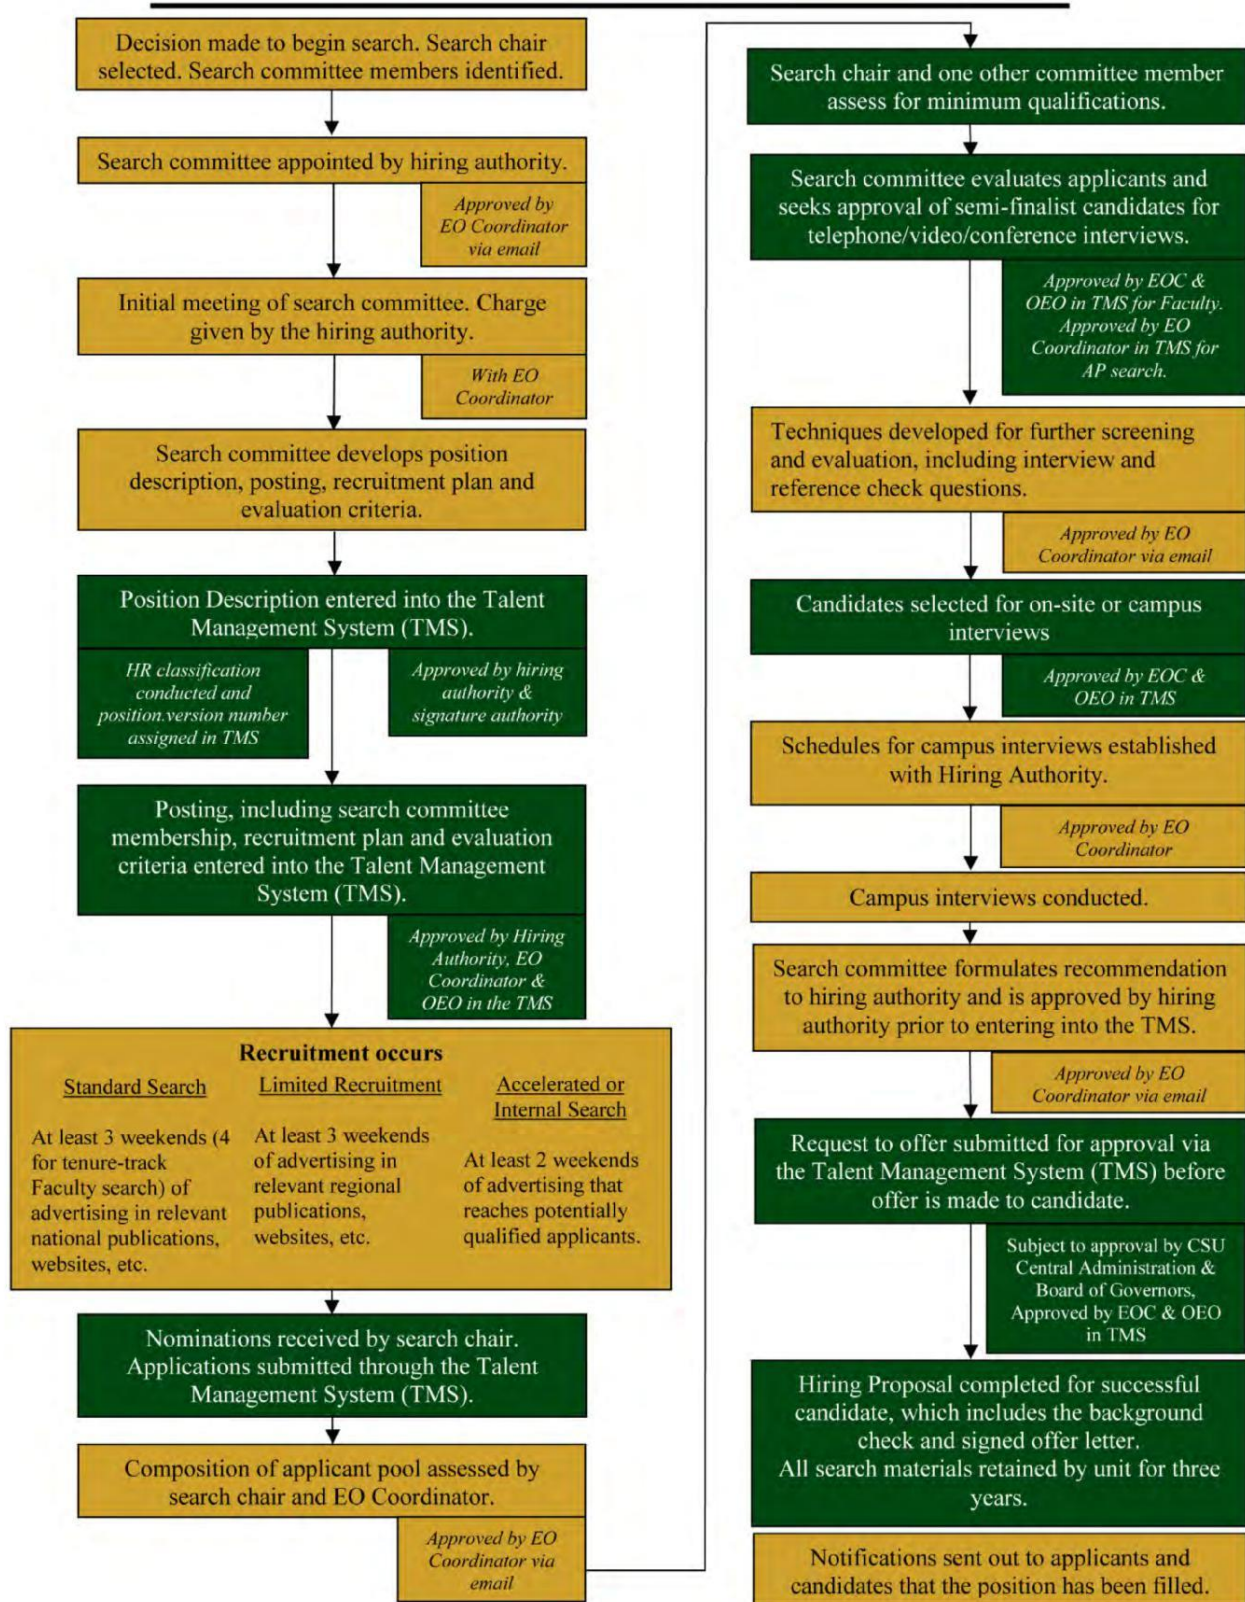 Decision made to begin search. Search chair
selected. Search committee members identified.
Search committee appointed by hiring authority.
Approved by
EO Coordinator
via email
Initial meeting of search committee. Charge
given by the hiring authority.
With EO
Coordinator
Search committee develops position
description, posting, recruitment plan and
evaluation criteria.
Position Description entered into the Talent
Management System (TMS).
HR classification
conducted and
position.version number
assigned in TMS
Approved by hiring
authority &
signature authority
Posting, including search committee
membership, recruitment plan and evaluation
criteria entered into the Talent Management
System (TMS).
Approved by Hiring
Authority, EO
Coordinator &
OEO in the TMS
Recruitment occurs
Standard Search
At least 3 weekends (4
for tenure-track
Faculty search) of
advertising in relevant
national publications,
websites, etc.
Limited Recruitment
At least 3 weekends
of advertising in
relevant regional
publications,
websites, etc.
Accelerated or
Internal Search
At least 2 weekends
of advertising that
reaches potentially
qualified applicants.
Nominations received by search chair.
Applications submitted through the Talent
Management System (TMS).
Composition of applicant pool assessed by
search chair and EO Coordinator.
Approved by EO
Coordinator via
email
Search chair and one other committee member
assess for minimum qualifications.
Search committee evaluates applicants and
seeks approval of semi-finalist candidates for
telephone/video/conference interviews.
Approved by EOC &
OEO in TMS for Faculty.
Approved by EO
Coordinator in TMS for
AP search.
Techniques developed for further screening
and evaluation, including interview and
reference check questions.
Approved by EO
Coordinator via email
Candidates selected for on-site or campus
interviews
Approved by EOC &
OEO in TMS
Schedules for campus interviews established
with Hiring Authority.
Approved by EO
Coordinator
Campus interviews conducted.
Search committee formulates recommendation
to hiring authority and is approved by hiring
authority prior to entering into the TMS.
Approved by EO
Coordinator via email
Request to offer submitted for approval via
the Talent Management System (TMS) before
offer is made to candidate.
Subject to approval by CSU
Central Administration &
Board of Governors,
Approved by EOC & OEO
in TMS
Hiring Proposal completed for successful
candidate, which includes the background
check and signed offer letter.
All search materials retained by unit for three
years.
Notifications sent out to applicants and
candidates that the position has been filled.